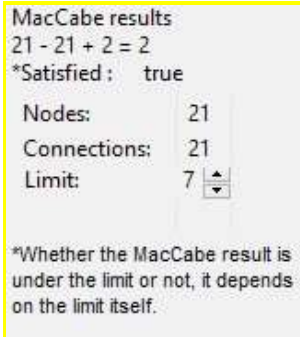 MacCabe results
21 - 21 + 2 = 2
*Satisfied : true
Nodes: 21
Connections: 21
Limit: 7
*Whether the MacCabe result is
under the limit or not, it depends
on the limit itself.